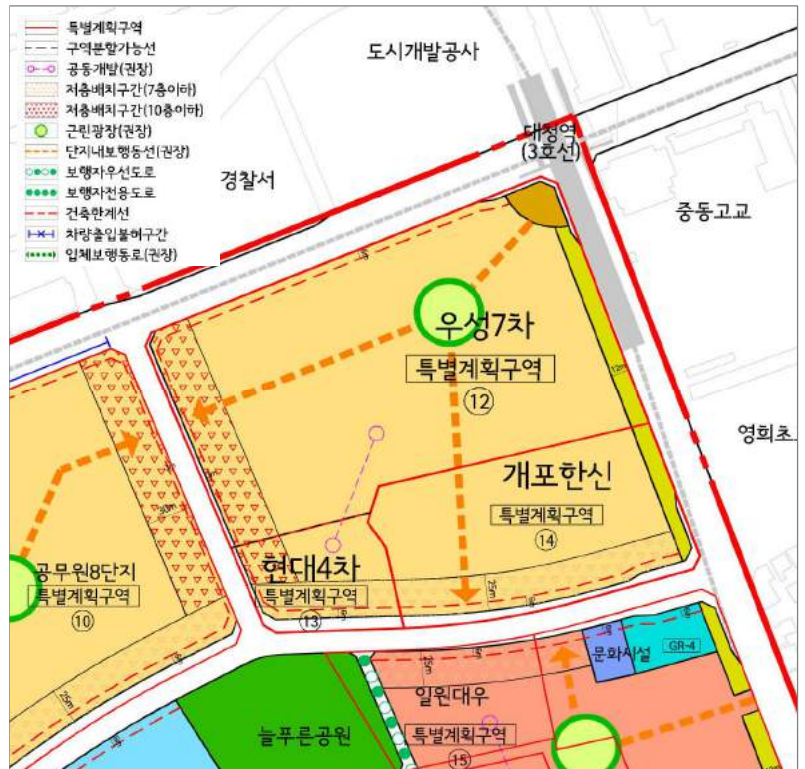 특별계획구역
구역분할가능선
공동개발(권장)
저층배치구간(7층이하)
저층배치구간(10층이하)
근린광장(권장)
단지내보행동선(권장)
보행자우선도로
보행자전용도로
건축한계선
차량출입불허구간
입체보행통로(권장)
도시개발공사
대청역
(3호선)
경찰서
중동고교
우성7차
특별계획구역
12
12m
영희초
개포한신
특별계획구역
14
30m
공무원8단지
특별계획구역
10
현대4차
특별계획구역
13
25m
25m
문화시설
GR-4
25m
일원대우
특별계획구역
15
늘푸른공원